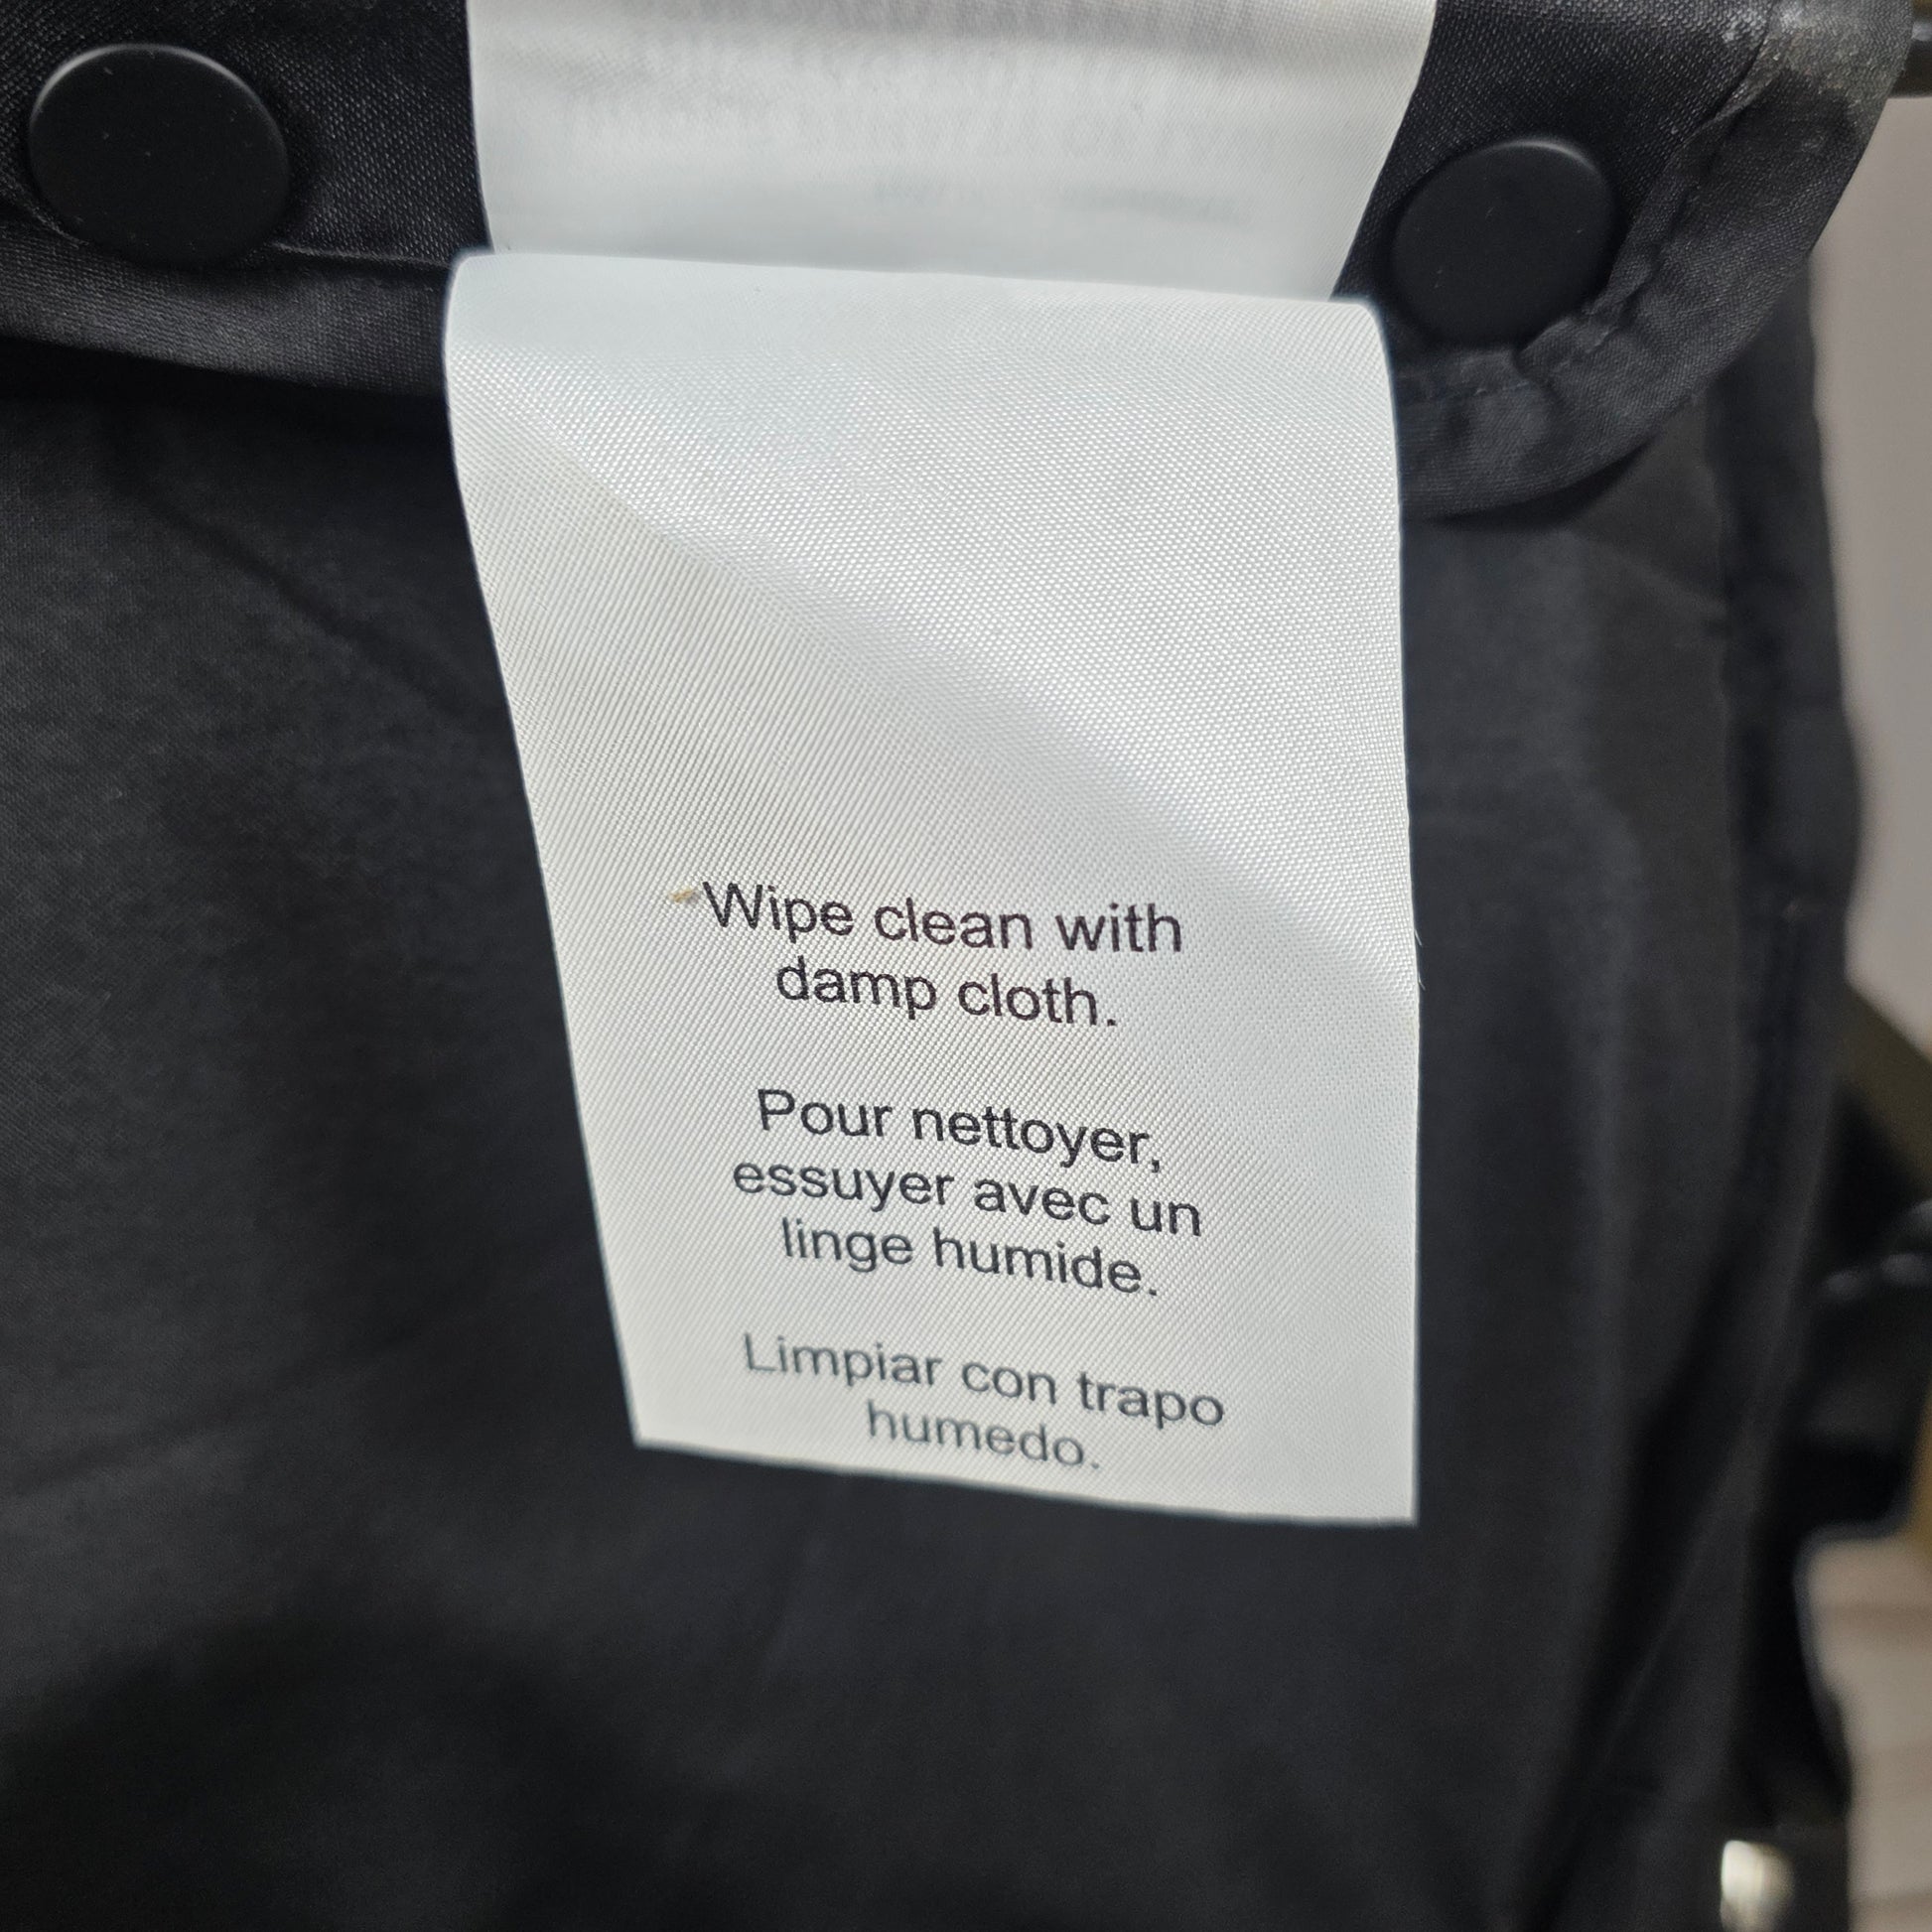 Wipe clean with
damp cloth.
Pour nettoyer,
essuyer avec un
linge humide.
Limpiar con trapo
humedo.